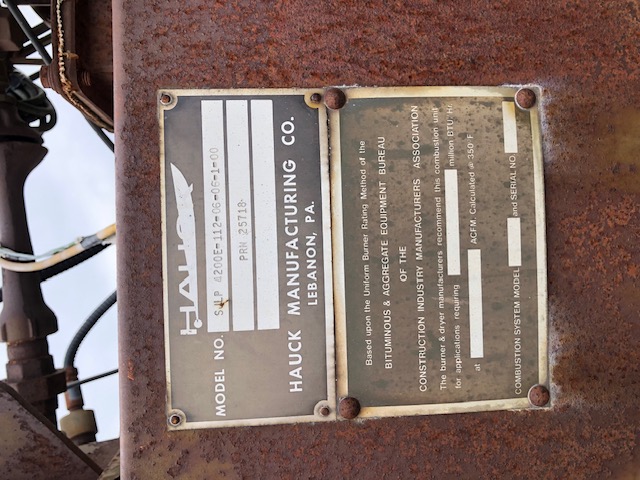 HAUCK
MODEL NO. SJLP 4200E-112-06-06-1-00
PRN 25718
HAUCK MANUFACTURING CO.
LEBANON, PA.
Based upon the Uniform Burner Rating Method of the
BITUMINOUS & AGGREGATE EQUIPMENT BUREAU
OF THE
CONSTRUCTION INDUSTRY MANUFACTURERS ASSOCIATION
The burner & dryer manufacturers recommend this combustion unit
for applications requiring million BTU/Hr
at ACFM. Calculated @ 350°F
COMBUSTION SYSTEM MODEL and SERIAL NO.